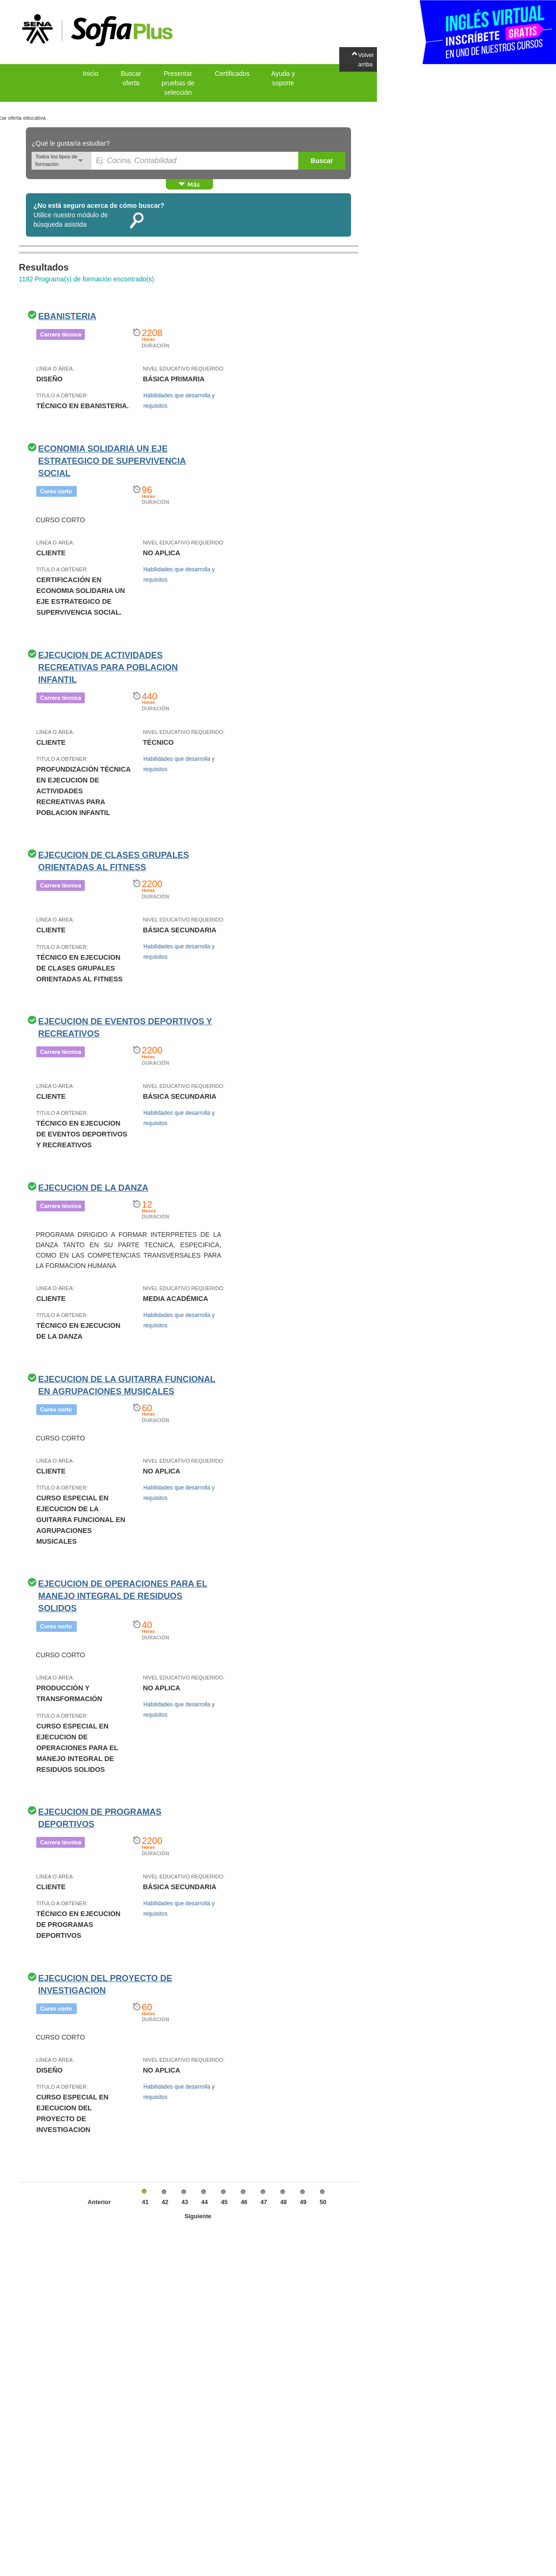 SENA
Sofia Plus
INGLÉS VIRTUAL
INSCRÍBETE GRATIS
EN UNO DE NUESTROS CURSOS
Volver
arriba
Inicio
Buscar
oferta
Presentar
pruebas de
selección
Certificados
Ayuda y
soporte
car oferta educativa
¿Qué le gustaría estudiar?
Todos los tipos de
formación
Ej: Cocina, Contabilidad
Buscar
Más
¿No está seguro acerca de cómo buscar?
Utilice nuestro módulo de
búsqueda asistida
Resultados
1192 Programa(s) de formación encontrado(s)
EBANISTERIA
Carrera técnica
2208
Horas
DURACIÓN
LÍNEA O ÁREA:
DISEÑO
NIVEL EDUCATIVO REQUERIDO:
BÁSICA PRIMARIA
TITULO A OBTENER:
TÉCNICO EN EBANISTERIA.
Habilidades que desarrolla y
requisitos
ECONOMIA SOLIDARIA UN EJE
ESTRATEGICO DE SUPERVIVENCIA
SOCIAL
Curso corto
96
Horas
DURACIÓN
CURSO CORTO
LÍNEA O ÁREA:
CLIENTE
NIVEL EDUCATIVO REQUERIDO:
NO APLICA
TITULO A OBTENER:
CERTIFICACIÓN EN
ECONOMIA SOLIDARIA UN
EJE ESTRATEGICO DE
SUPERVIVENCIA SOCIAL.
Habilidades que desarrolla y
requisitos
EJECUCION DE ACTIVIDADES
RECREATIVAS PARA POBLACION
INFANTIL
Carrera técnica
440
Horas
DURACIÓN
LÍNEA O ÁREA:
CLIENTE
NIVEL EDUCATIVO REQUERIDO:
TÉCNICO
TITULO A OBTENER:
PROFUNDIZACIÓN TÉCNICA
EN EJECUCION DE
ACTIVIDADES
RECREATIVAS PARA
POBLACION INFANTIL
Habilidades que desarrolla y
requisitos
EJECUCION DE CLASES GRUPALES
ORIENTADAS AL FITNESS
Carrera técnica
2200
Horas
DURACIÓN
LÍNEA O ÁREA:
CLIENTE
NIVEL EDUCATIVO REQUERIDO:
BÁSICA SECUNDARIA
TITULO A OBTENER:
TÉCNICO EN EJECUCION
DE CLASES GRUPALES
ORIENTADAS AL FITNESS
Habilidades que desarrolla y
requisitos
EJECUCION DE EVENTOS DEPORTIVOS Y
RECREATIVOS
Carrera técnica
2200
Horas
DURACIÓN
LÍNEA O ÁREA:
CLIENTE
NIVEL EDUCATIVO REQUERIDO:
BÁSICA SECUNDARIA
TITULO A OBTENER:
TÉCNICO EN EJECUCION
DE EVENTOS DEPORTIVOS
Y RECREATIVOS
Habilidades que desarrolla y
requisitos
EJECUCION DE LA DANZA
Carrera técnica
12
Meses
DURACIÓN
PROGRAMA DIRIGIDO A FORMAR INTERPRETES DE LA
DANZA TANTO EN SU PARTE TECNICA, ESPECIFICA,
COMO EN LAS COMPETENCIAS TRANSVERSALES PARA
LA FORMACION HUMANA
LÍNEA O ÁREA:
CLIENTE
NIVEL EDUCATIVO REQUERIDO:
MEDIA ACADÉMICA
TITULO A OBTENER:
TÉCNICO EN EJECUCION
DE LA DANZA
Habilidades que desarrolla y
requisitos
EJECUCION DE LA GUITARRA FUNCIONAL
EN AGRUPACIONES MUSICALES
Curso corto
60
Horas
DURACIÓN
CURSO CORTO
LÍNEA O ÁREA:
CLIENTE
NIVEL EDUCATIVO REQUERIDO:
NO APLICA
TITULO A OBTENER:
CURSO ESPECIAL EN
EJECUCION DE LA
GUITARRA FUNCIONAL EN
AGRUPACIONES
MUSICALES
Habilidades que desarrolla y
requisitos
EJECUCION DE OPERACIONES PARA EL
MANEJO INTEGRAL DE RESIDUOS
SOLIDOS
Curso corto
40
Horas
DURACIÓN
CURSO CORTO
LÍNEA O ÁREA:
PRODUCCIÓN Y
TRANSFORMACIÓN
NIVEL EDUCATIVO REQUERIDO:
NO APLICA
TITULO A OBTENER:
CURSO ESPECIAL EN
EJECUCION DE
OPERACIONES PARA EL
MANEJO INTEGRAL DE
RESIDUOS SOLIDOS
Habilidades que desarrolla y
requisitos
EJECUCION DE PROGRAMAS
DEPORTIVOS
Carrera técnica
2200
Horas
DURACIÓN
LÍNEA O ÁREA:
CLIENTE
NIVEL EDUCATIVO REQUERIDO:
BÁSICA SECUNDARIA
TITULO A OBTENER:
TÉCNICO EN EJECUCION
DE PROGRAMAS
DEPORTIVOS
Habilidades que desarrolla y
requisitos
EJECUCION DEL PROYECTO DE
INVESTIGACION
Curso corto
60
Horas
DURACIÓN
CURSO CORTO
LÍNEA O ÁREA:
DISEÑO
NIVEL EDUCATIVO REQUERIDO:
NO APLICA
TITULO A OBTENER:
CURSO ESPECIAL EN
EJECUCION DEL
PROYECTO DE
INVESTIGACION
Habilidades que desarrolla y
requisitos
Anterior 41 42 43 44 45 46 47 48 49 50
Siguiente